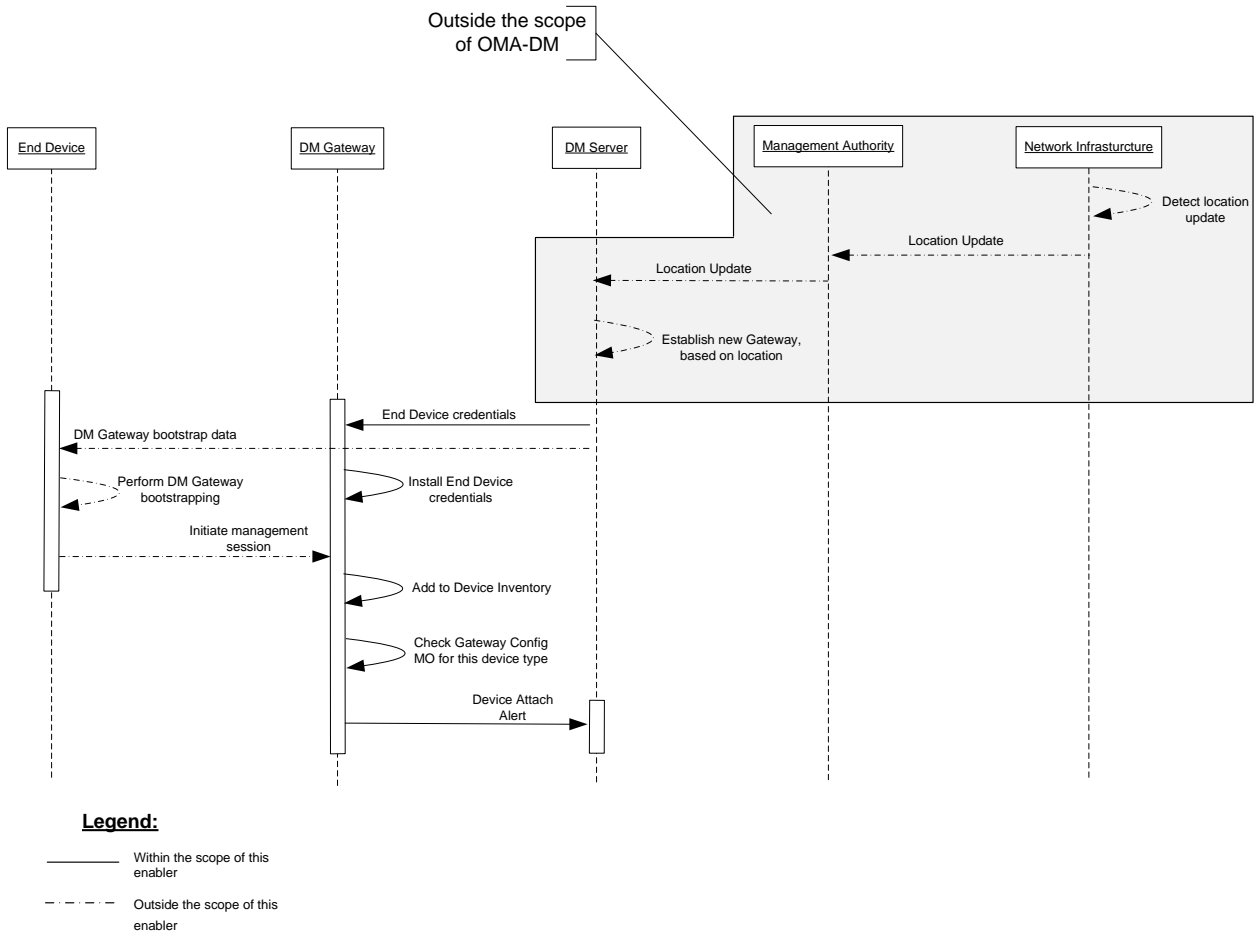 Outside the scope
of OMA-DM
End Device
DM Gateway
DM Server
Management Authority
Network Infrasturcture
Detect location
update
Location Update
Location Update
Establish new Gateway,
based on location
End Device credentials
DM Gateway bootstrap data
Perform DM Gateway
bootstrapping
Install End Device
credentials
Initiate management
session
Add to Device Inventory
Check Gateway Config
MO for this device type
Device Attach
Alert
Legend:
Within the scope of this
enabler
Outside the scope of this
enabler